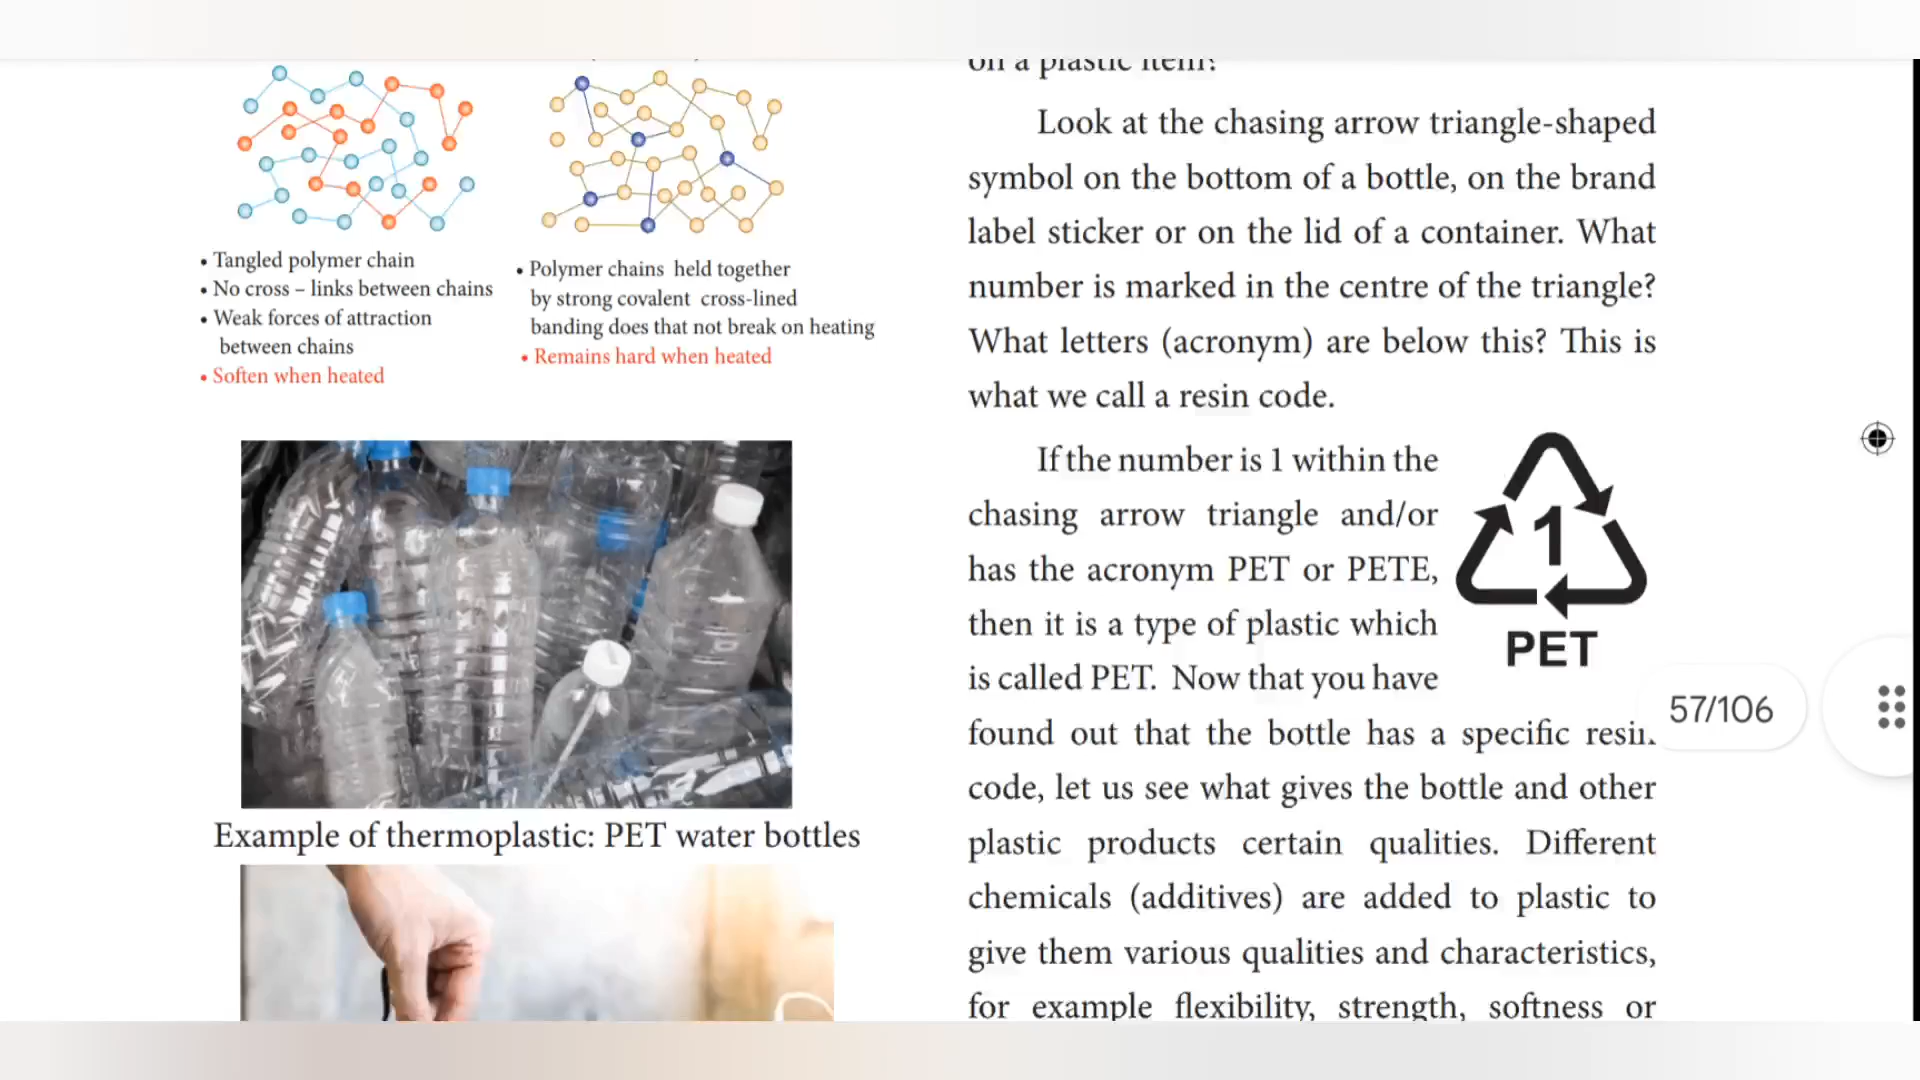 • Tangled polymer chain
• No cross – links between chains
• Weak forces of attraction
between chains
• Soften when heated
• Polymer chains held together
by strong covalent cross-lined
banding does that not break on heating
• Remains hard when heated
Example of thermoplastic: PET water bottles
on a plastic item?
Look at the chasing arrow triangle-shaped
symbol on the bottom of a bottle, on the brand
label sticker or on the lid of a container. What
number is marked in the centre of the triangle?
What letters (acronym) are below this? This is
what we call a resin code.
If the number is 1 within the
chasing arrow triangle and/or
has the acronym PET or PETE,
then it is a type of plastic which
is called PET. Now that you have
found out that the bottle has a specific resin
code, let us see what gives the bottle and other
plastic products certain qualities. Different
chemicals (additives) are added to plastic to
give them various qualities and characteristics,
for example flexibility, strength, softness or
1
PET
57/106